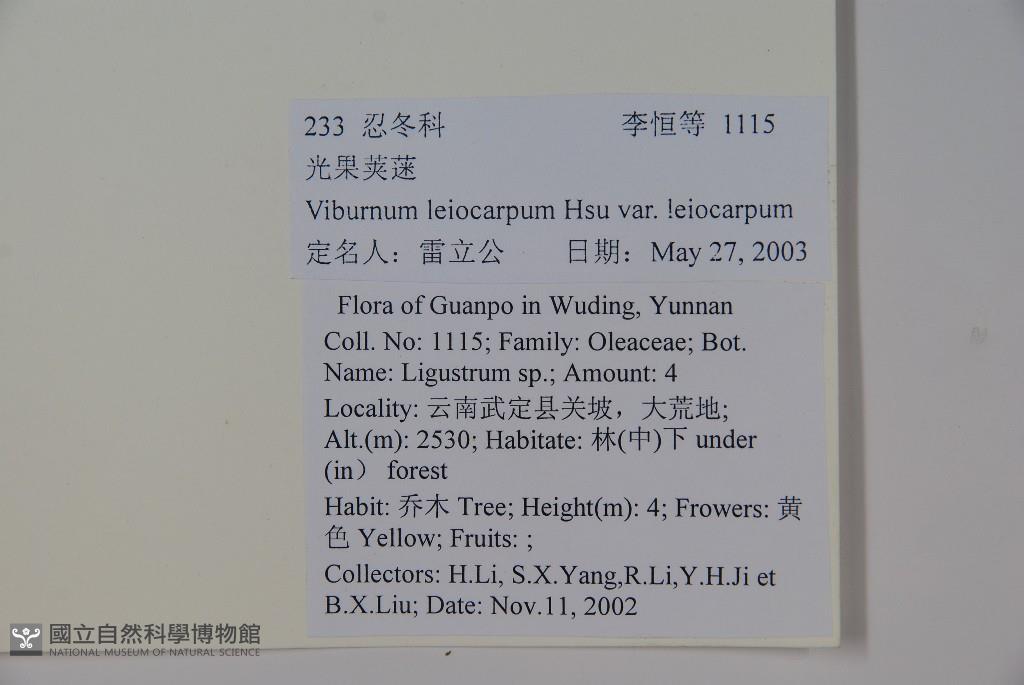 233 忍冬科 李恒等 1115
光果荚蒾
Viburnum leiocarpum Hsu var. leiocarpum
定名人：雷立公 日期：May 27, 2003
Flora of Guanpo in Wuding, Yunnan
Coll. No: 1115; Family: Oleaceae; Bot.
Name: Ligustrum sp.; Amount: 4
Locality: 云南武定县关坡，大荒地;
Alt.(m): 2530; Habitate: 林(中)下 under
(in） forest
Habit: 乔木 Tree; Height(m): 4; Frowers: 黄
色 Yellow; Fruits: ;
Collectors: H.Li, S.X.Yang,R.Li,Y.H.Ji et
B.X.Liu; Date: Nov.11, 2002
國立自然科學博物館
NATIONAL MUSEUM OF NATURAL SCIENCE